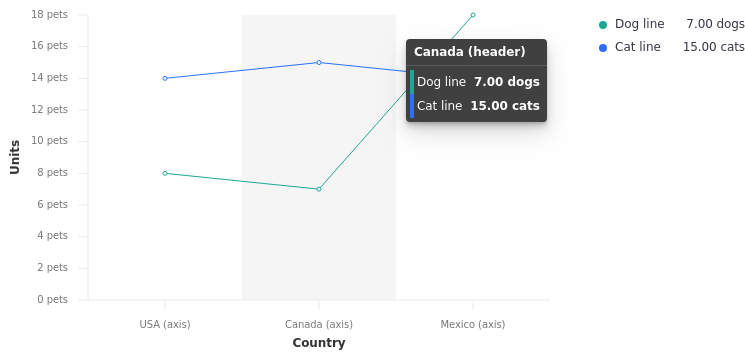 18 pets
16 pets
14 pets
12 pets
10 pets
8 pets
6 pets
4 pets
2 pets
0 pets
Units
USA (axis)
Canada (axis)
Mexico (axis)
Country
Canada (header)
Dog line 7.00 dogs
Cat line 15.00 cats
Dog line 7.00 dogs
Cat line 15.00 cats